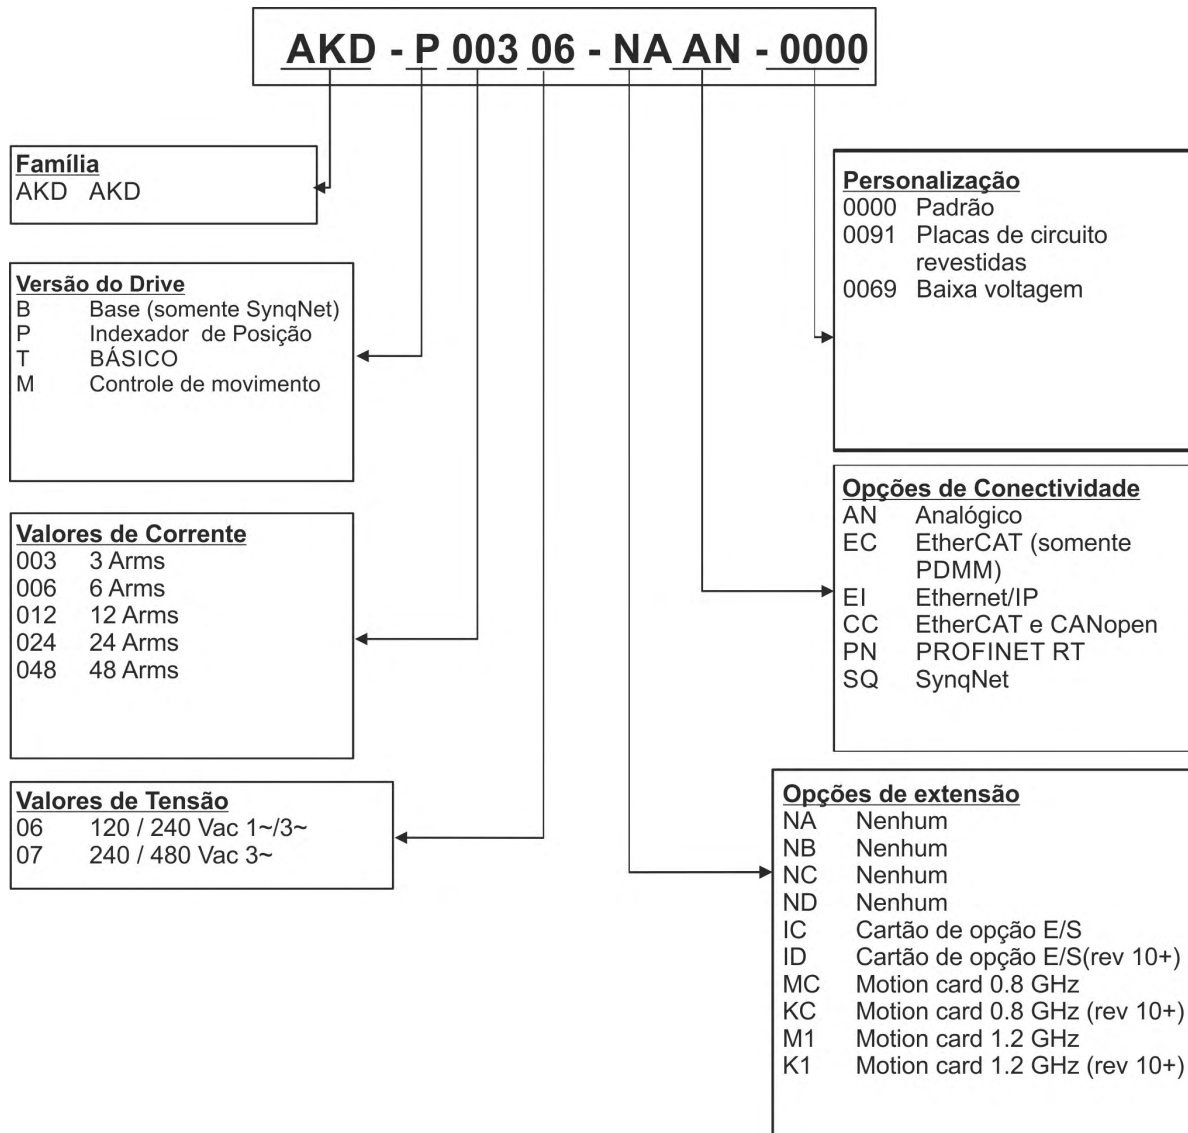 AKD - P 003 06 - NA AN - 0000
Família
AKD AKD
Versão do Drive
B Base (somente SynqNet)
P Indexador de Posição
T BÁSICO
M Controle de movimento
Valores de Corrente
003 3 Arms
006 6 Arms
012 12 Arms
024 24 Arms
048 48 Arms
Valores de Tensão
06 120 / 240 Vac 1~/3~
07 240 / 480 Vac 3~
Personalização
0000 Padrão
0091 Placas de circuito
revestidas
0069 Baixa voltagem
Opções de Conectividade
AN Analógico
EC EtherCAT (somente
PDMM)
EI Ethernet/IP
CC EtherCAT e CANopen
PN PROFINET RT
SQ SynqNet
Opções de extensão
NA Nenhum
NB Nenhum
NC Nenhum
ND Nenhum
IC Cartão de opção E/S
ID Cartão de opção E/S(rev 10+)
MC Motion card 0.8 GHz
KC Motion card 0.8 GHz (rev 10+)
M1 Motion card 1.2 GHz
K1 Motion card 1.2 GHz (rev 10+)